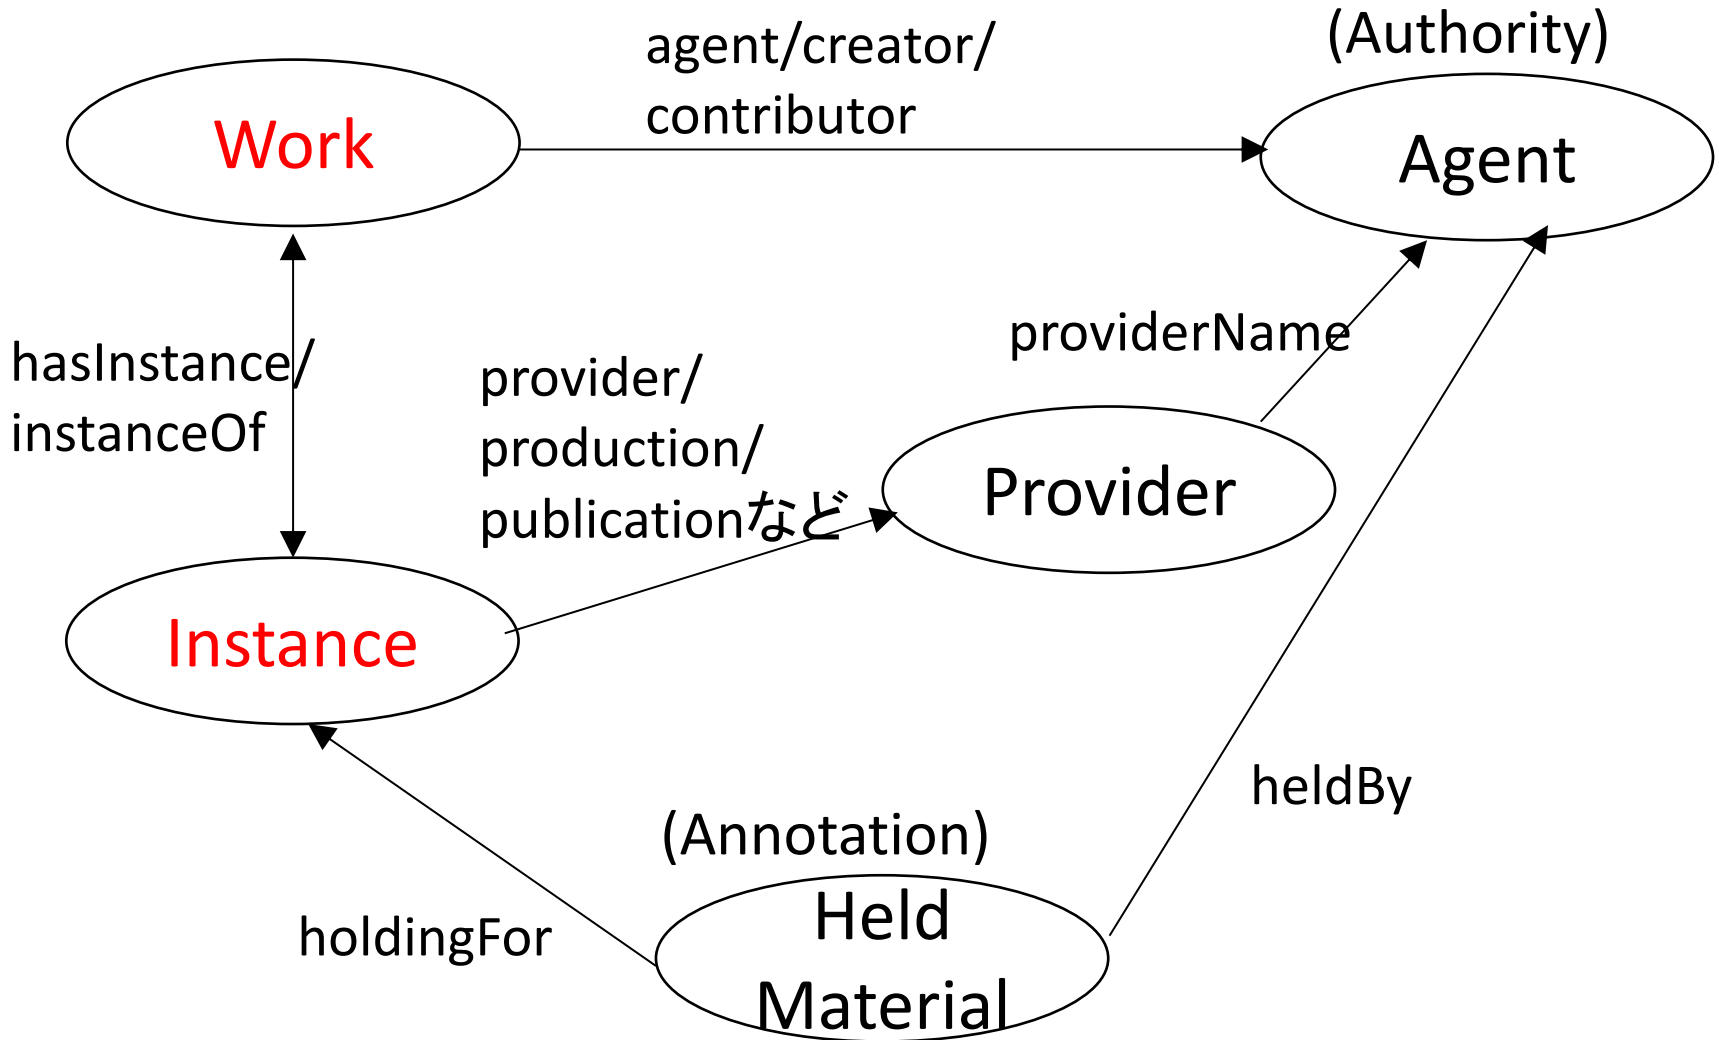 agent/creator/
contributor
(Authority)
Work
Agent
hasInstance/
instanceOf
provider/
production/
publicationなど
providerName
Provider
Instance
heldBy
(Annotation)
Held
Material
holdingFor